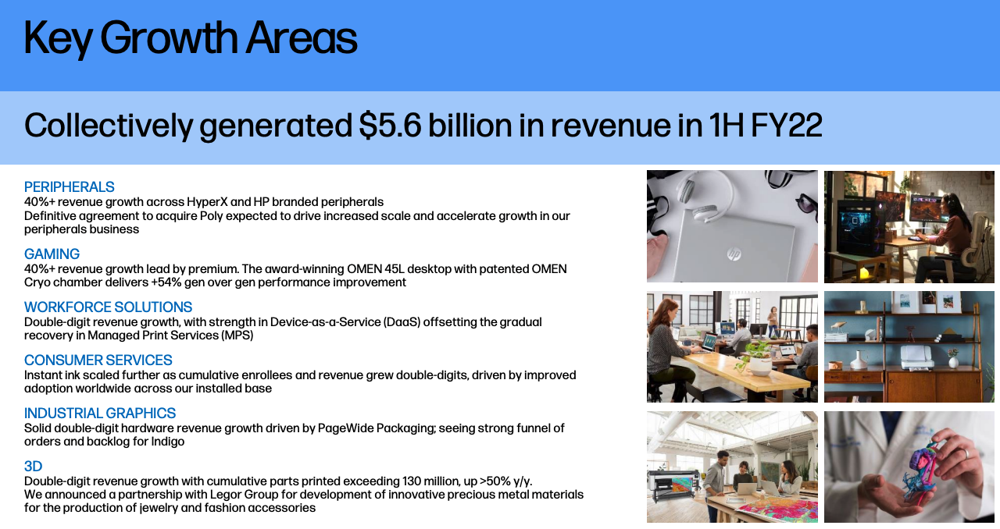 Key Growth Areas
Collectively generated $5.6 billion in revenue in 1H FY22
PERIPHERALS
40%+ revenue growth across HyperX and HP branded peripherals
Definitive agreement to acquire Poly expected to drive increased scale and accelerate growth in our
peripherals business
GAMING
40%+ revenue growth lead by premium. The award-winning OMEN 45L desktop with patented OMEN
Cryo chamber delivers +54% gen over gen performance improvement
WORKFORCE SOLUTIONS
Double-digit revenue growth, with strength in Device-as-a-Service (DaaS) offsetting the gradual
recovery in Managed Print Services (MPS)
CONSUMER SERVICES
Instant ink scaled further as cumulative enrollees and revenue grew double-digits, driven by improved
adoption worldwide across our installed base
INDUSTRIAL GRAPHICS
Solid double-digit hardware revenue growth driven by PageWide Packaging; seeing strong funnel of
orders and backlog for Indigo
3D
Double-digit revenue growth with cumulative parts printed exceeding 130 million, up >50% y/y.
We announced a partnership with Legor Group for development of innovative precious metal materials
for the production of jewelry and fashion accessories
hp